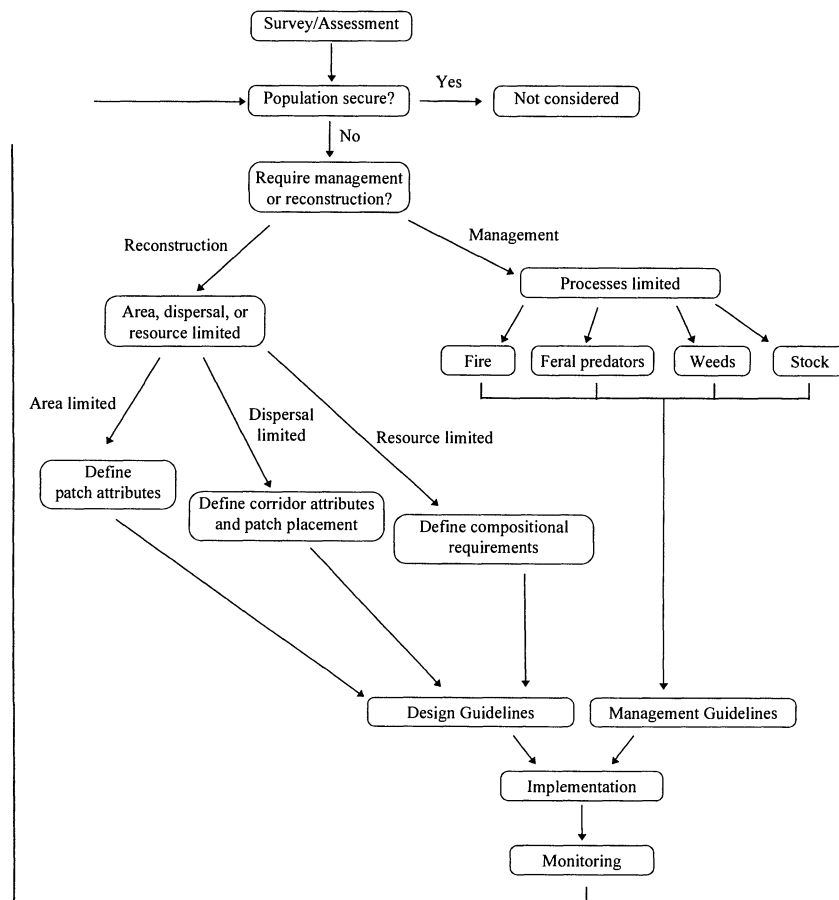 Survey/Assessment
Yes
Population secure?
Not considered
No
Require management
or reconstruction?
Management
Reconstruction
Processes limited
Area, dispersal, or
resource limited
Fire
Feral predators
Weeds
Stock
Area limited
Dispersal
limited
Resource limited
Define
patch attributes
Define corridor attributes
and patch placement
Define compositional
requirements
Design Guidelines
Management Guidelines
Implementation
Monitoring